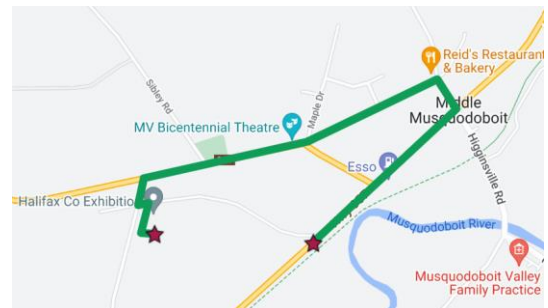 Reid's Restaurant
& Bakery
Sibley Rd
Maple Dr
MV Bicentennial Theatre
Middle
Musquodoboit
Esso
Higginsville Rd
Halifax Co Exhibition
Musquodoboit River
Musquodoboit Valley
Family Practice